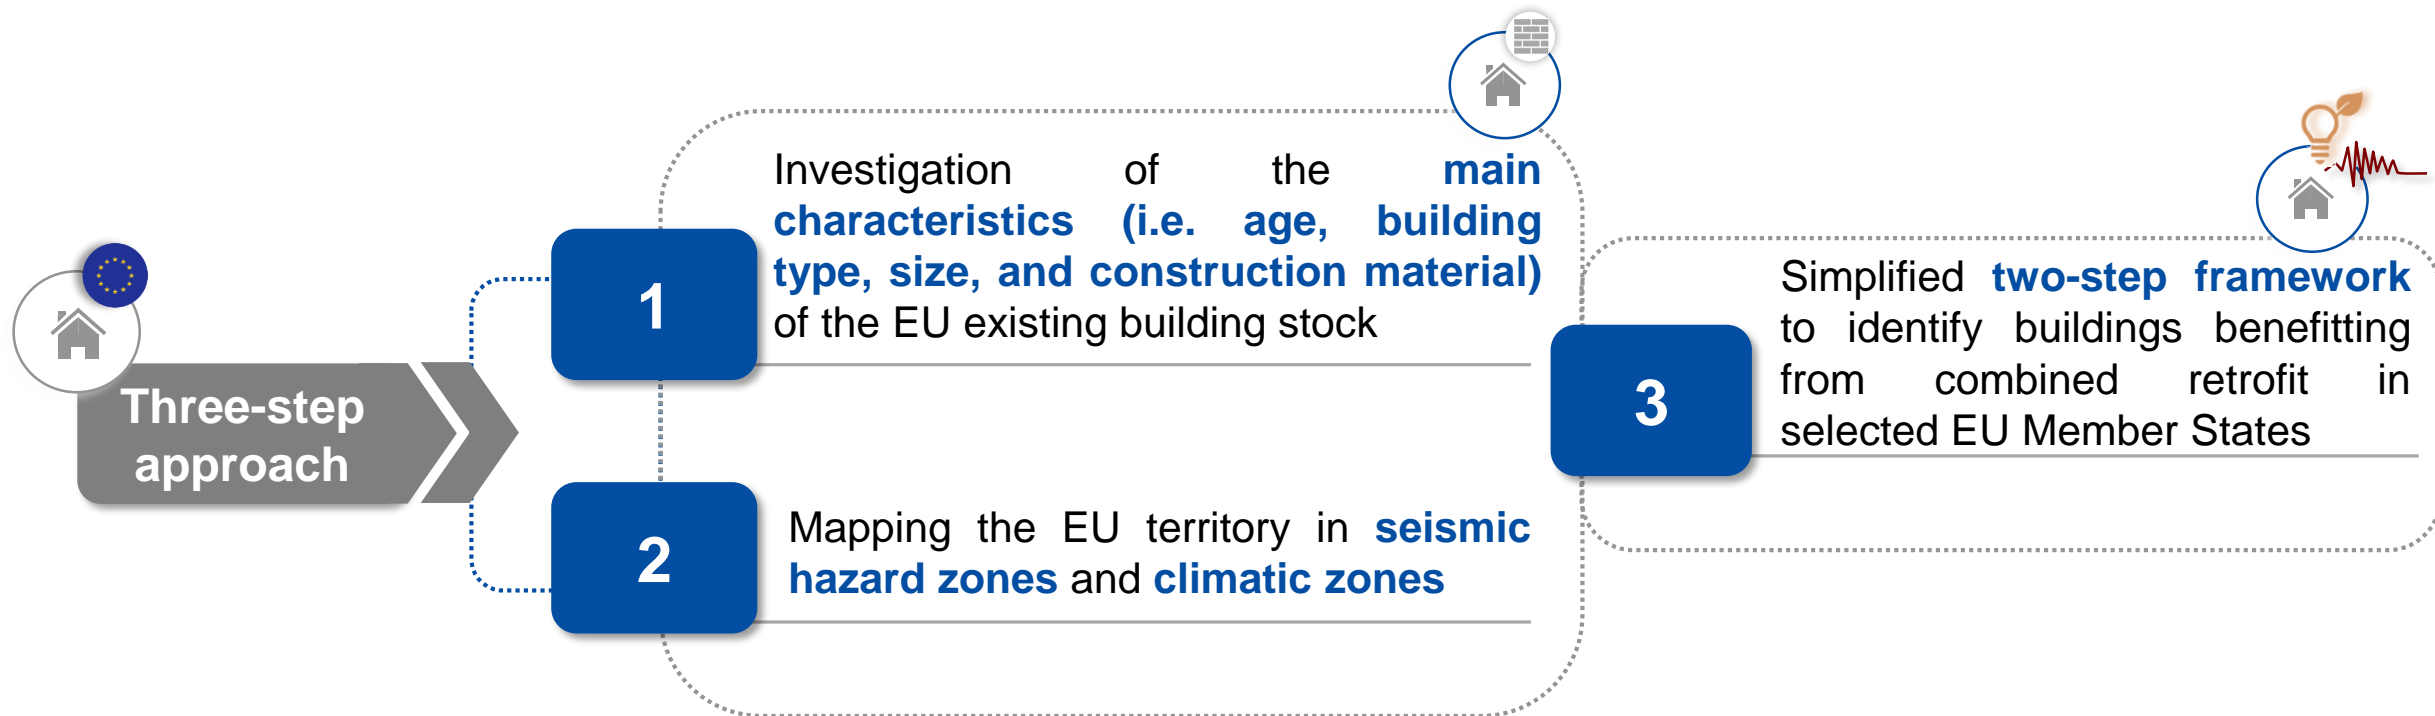 Three-step
approach
1
Investigation of the main
characteristics (i.e. age, building
type, size, and construction material)
of the EU existing building stock
2
Mapping the EU territory in seismic
hazard zones and climatic zones
3
Simplified two-step framework
to identify buildings benefitting
from combined retrofit in
selected EU Member States